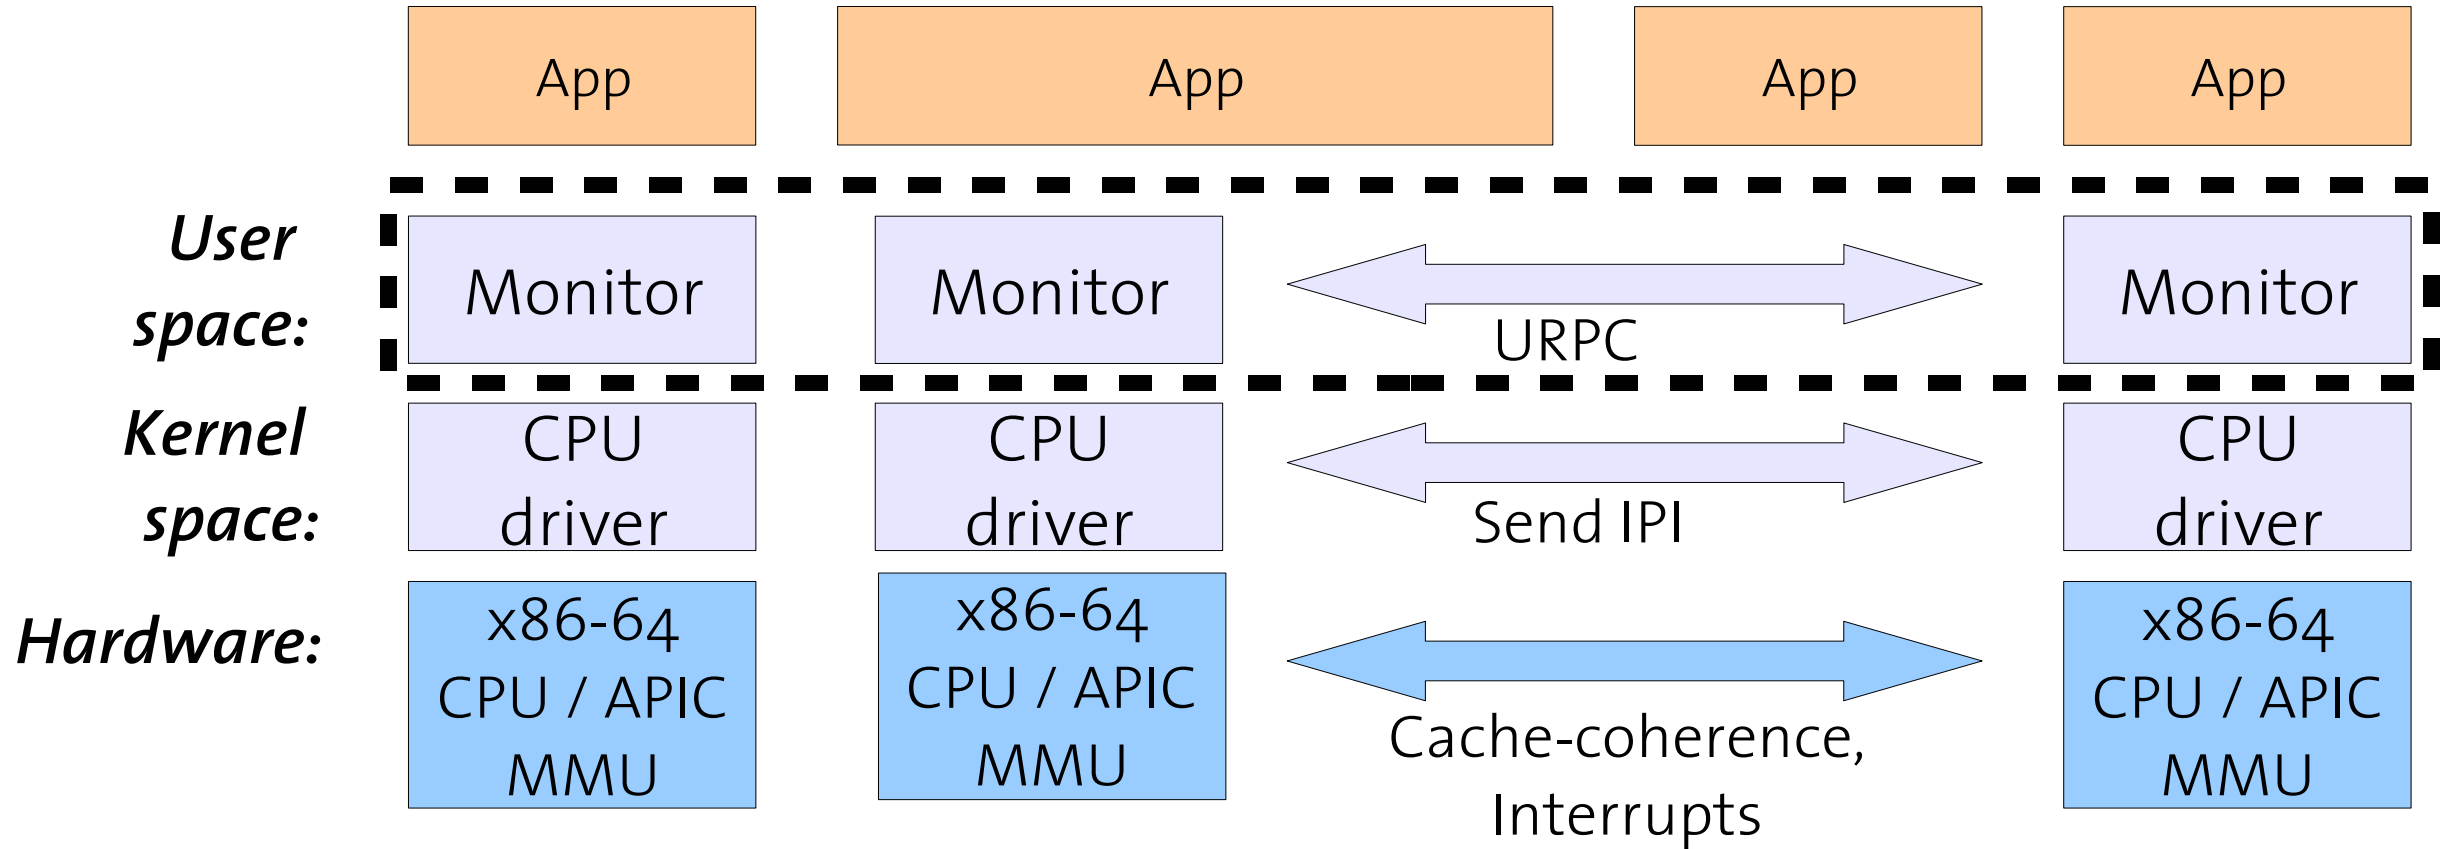 App
App
App
App
User
space:
Monitor
Monitor
URPC
Monitor
Kernel
space:
CPU
driver
CPU
driver
Send IPI
CPU
driver
Hardware:
x86-64
CPU / APIC
MMU
x86-64
CPU / APIC
MMU
Cache-coherence,
Interrupts
x86-64
CPU / APIC
MMU